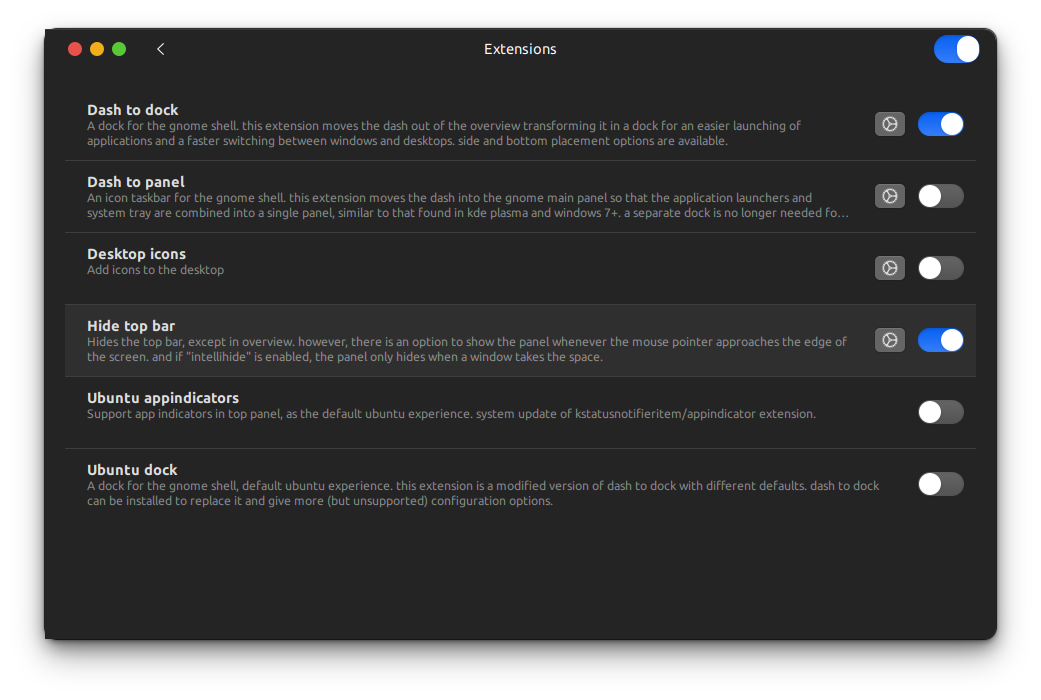 Extensions
Dash to dock
A dock for the gnome shell. this extension moves the dash out of the overview transforming it in a dock for an easier launching of
applications and a faster switching between windows and desktops. side and bottom placement options are available.
Dash to panel
An icon taskbar for the gnome shell. this extension moves the dash into the gnome main panel so that the application launchers and
system tray are combined into a single panel, similar to that found in kde plasma and windows 7+. a separate dock is no longer needed fo…
Desktop icons
Add icons to the desktop
Hide top bar
Hides the top bar, except in overview. however, there is an option to show the panel whenever the mouse pointer approaches the edge of
the screen. and if "intellihide" is enabled, the panel only hides when a window takes the space.
Ubuntu appindicators
Support app indicators in top panel, as the default ubuntu experience. system update of kstatusnotifieritem/appindicator extension.
Ubuntu dock
A dock for the gnome shell, default ubuntu experience. this extension is a modified version of dash to dock with different defaults. dash to dock
can be installed to replace it and give more (but unsupported) configuration options.